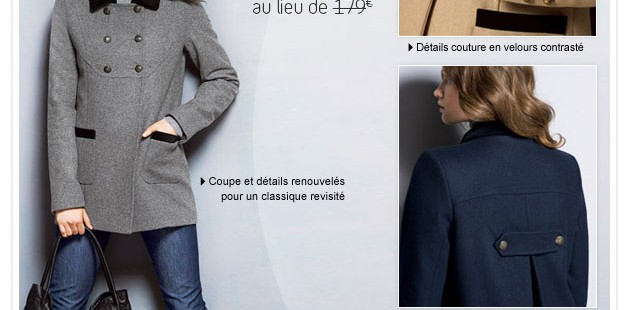 au lieu de 179€
Détails couture en velours contrasté
Coupe et détails renouvelés
pour un classique revisité